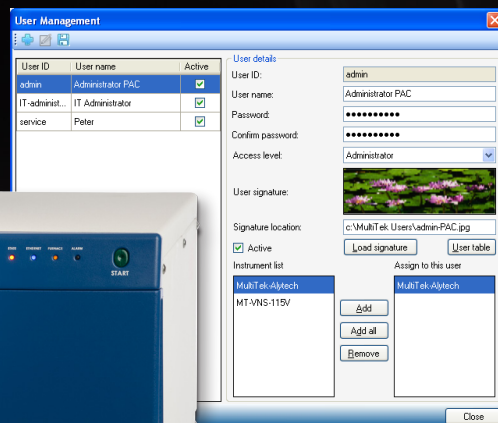 User Management
User ID User name Active
admin Administrator PAC
IT-administ... IT Administrator
service Peter
User details
User ID: admin
User name: Administrator PAC
Password: ••••••••••
Confirm password: ••••••••••
Access level: Administrator
User signature:
Signature location: c:\MultiTek Users\admin-PAC.jpg
Active Load signature User table
Instrument list Assign to this user
MultiTek-Alytech MultiTek-Alytech
MT-VNS-115V
Add
Add all
Remove
Close
ETHERNET FURNACE ALARM
START